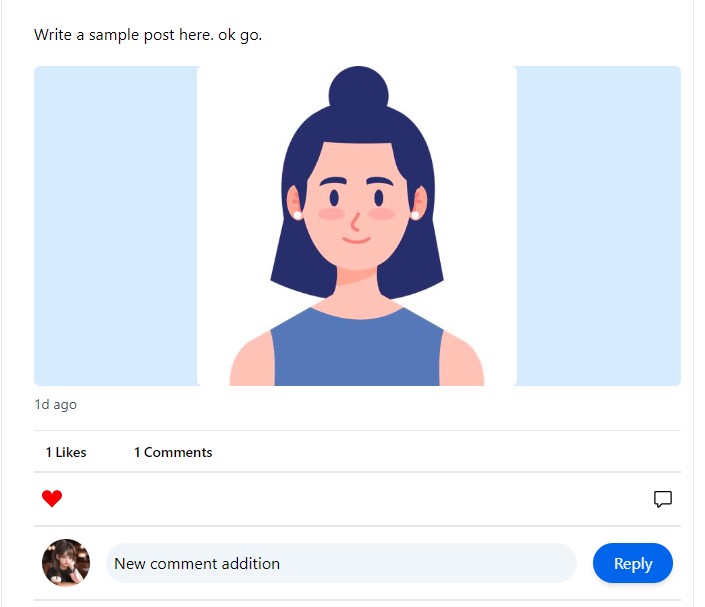 Write a sample post here. ok go.
1d ago
1 Likes 1 Comments
New comment addition Reply